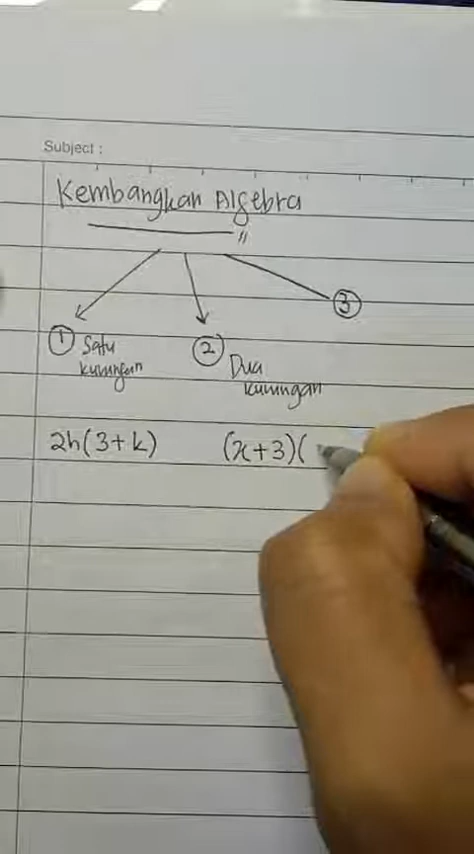 Subject :
Kembangkan Algebra
① Satu kurungan
② Dua kurungan
③
2h(3+k)
(x+3)(